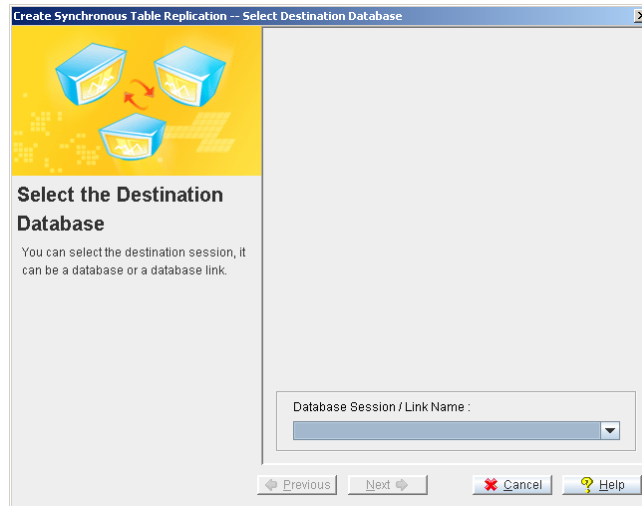 Create Synchronous Table Replication -- Select Destination Database
Select the Destination
Database
You can select the destination session, it
can be a database or a database link.
Database Session / Link Name :
Previous
Next
Cancel
Help